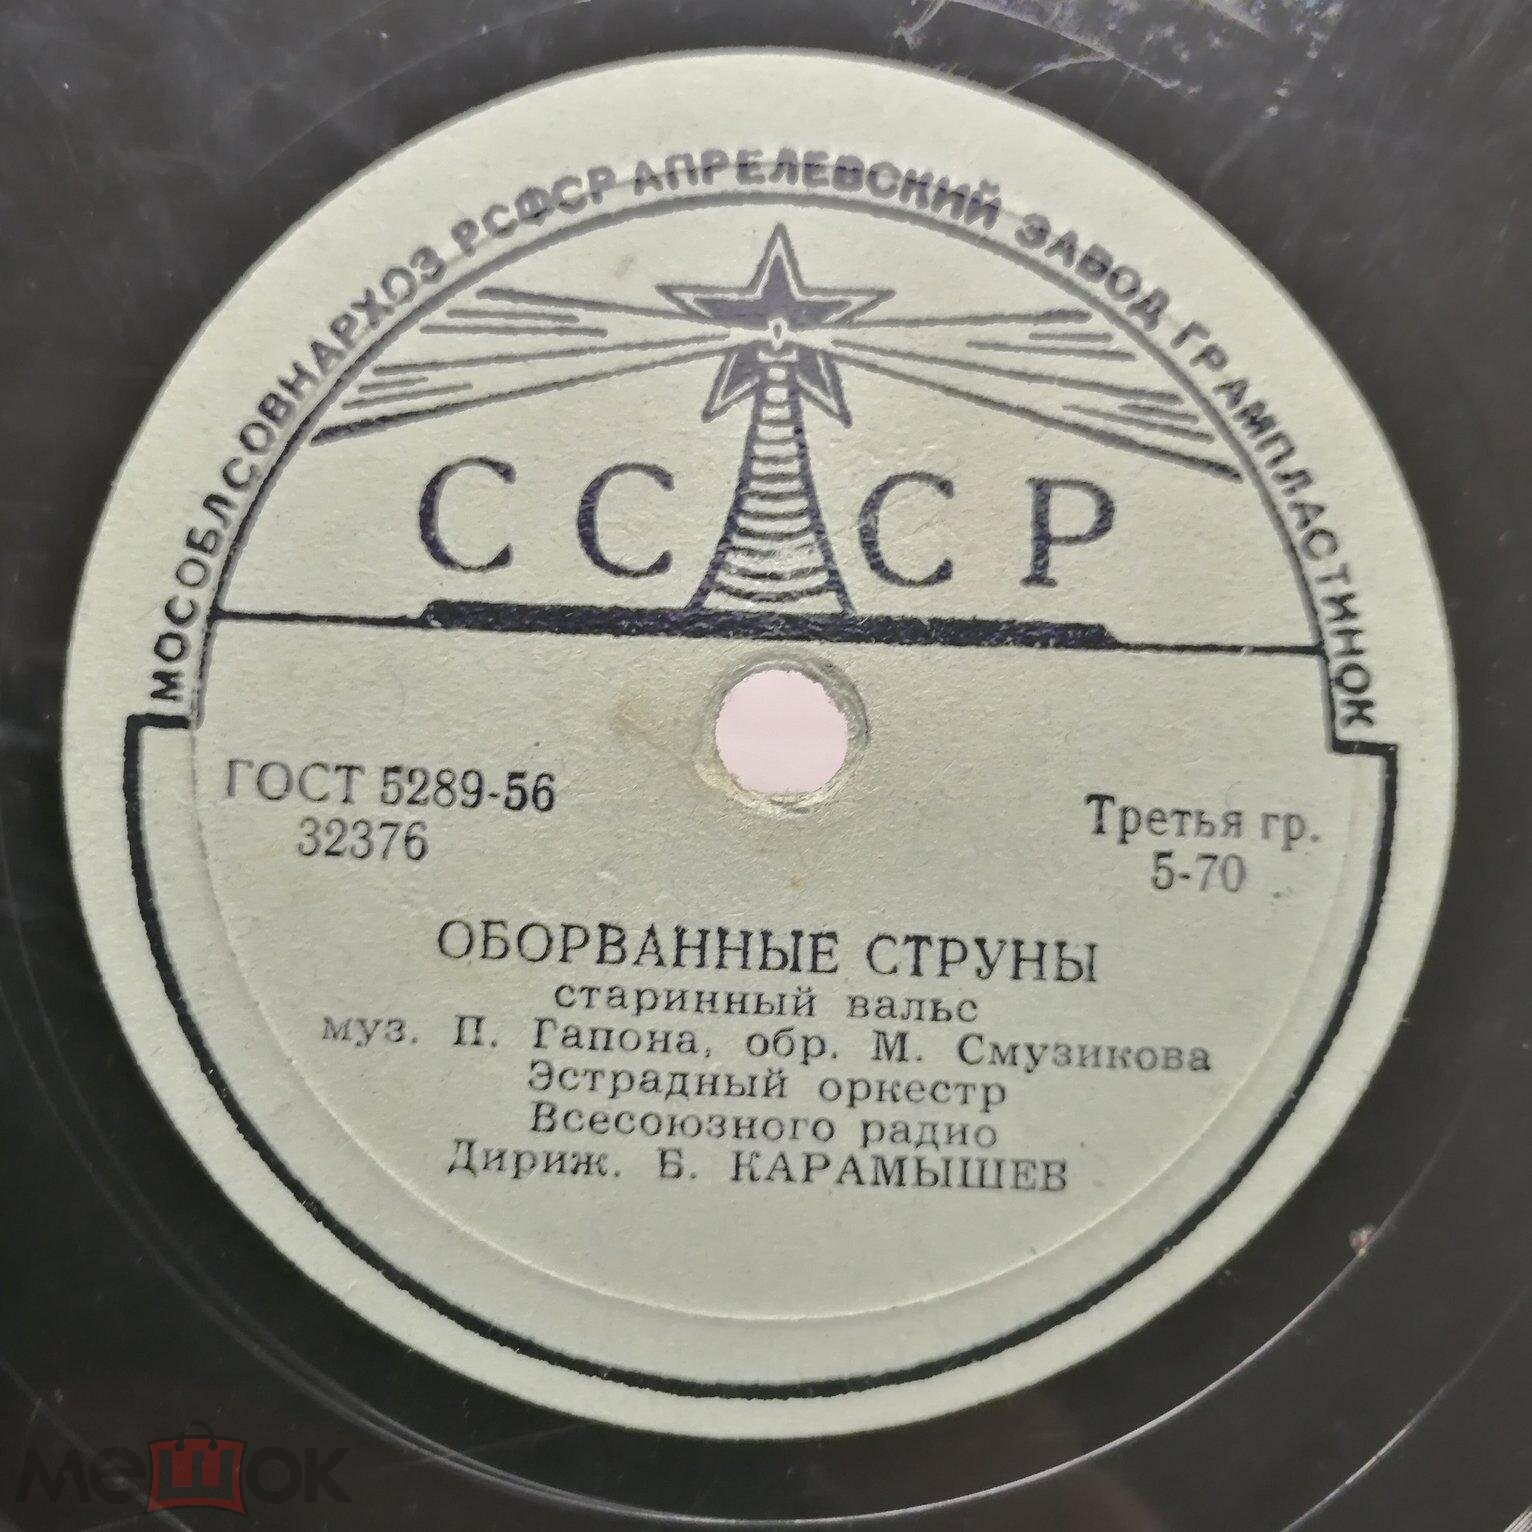 МОСОБЛСОВНАРХОЗ РСФСР АПРЕЛЕВСКИЙ ЗАВОД ГРАМПЛАСТИНОК
СССР
ГОСТ 5289-56
32376
Третья гр.
5-70
ОБОРВАННЫЕ СТРУНЫ
старинный вальс
муз. П. Гапона, обр. М. Смузикова
Эстрадный оркестр
Всесоюзного радио
Дириж. Б. КАРАМЫШЕВ
мешок